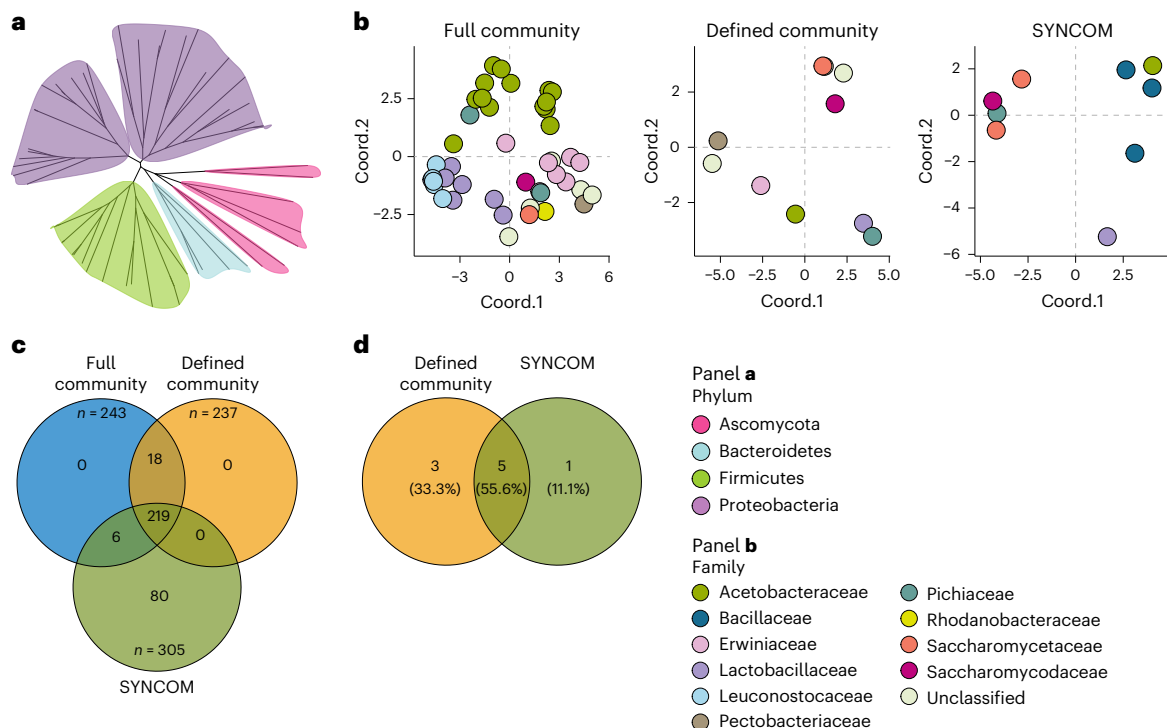 a
b
Full community
Defined community
SYNCOM
Coord.2
2.5
0
−2.5
−3
0
3
6
Coord.1
Coord.2
2
0
−2
−5.0
−2.5
0
2.5
5.0
Coord.1
Coord.2
2
0
−2
−4
−6
−5.0
−2.5
0
2.5
Coord.1
c
Full
community
Defined
community
n = 243
n = 237
0
18
0
219
6
0
80
n = 305
SYNCOM
d
Defined
community
SYNCOM
3
(33.3%)
5
(55.6%)
1
(11.1%)
Panel a
Phylum
Ascomycota
Bacteroidetes
Firmicutes
Proteobacteria
Panel b
Family
Acetobacteraceae
Bacillaceae
Erwiniaceae
Lactobacillaceae
Leuconostocaceae
Pectobacteriaceae
Pichiaceae
Rhodanobacteraceae
Saccharomycetaceae
Saccharomycodaceae
Unclassified